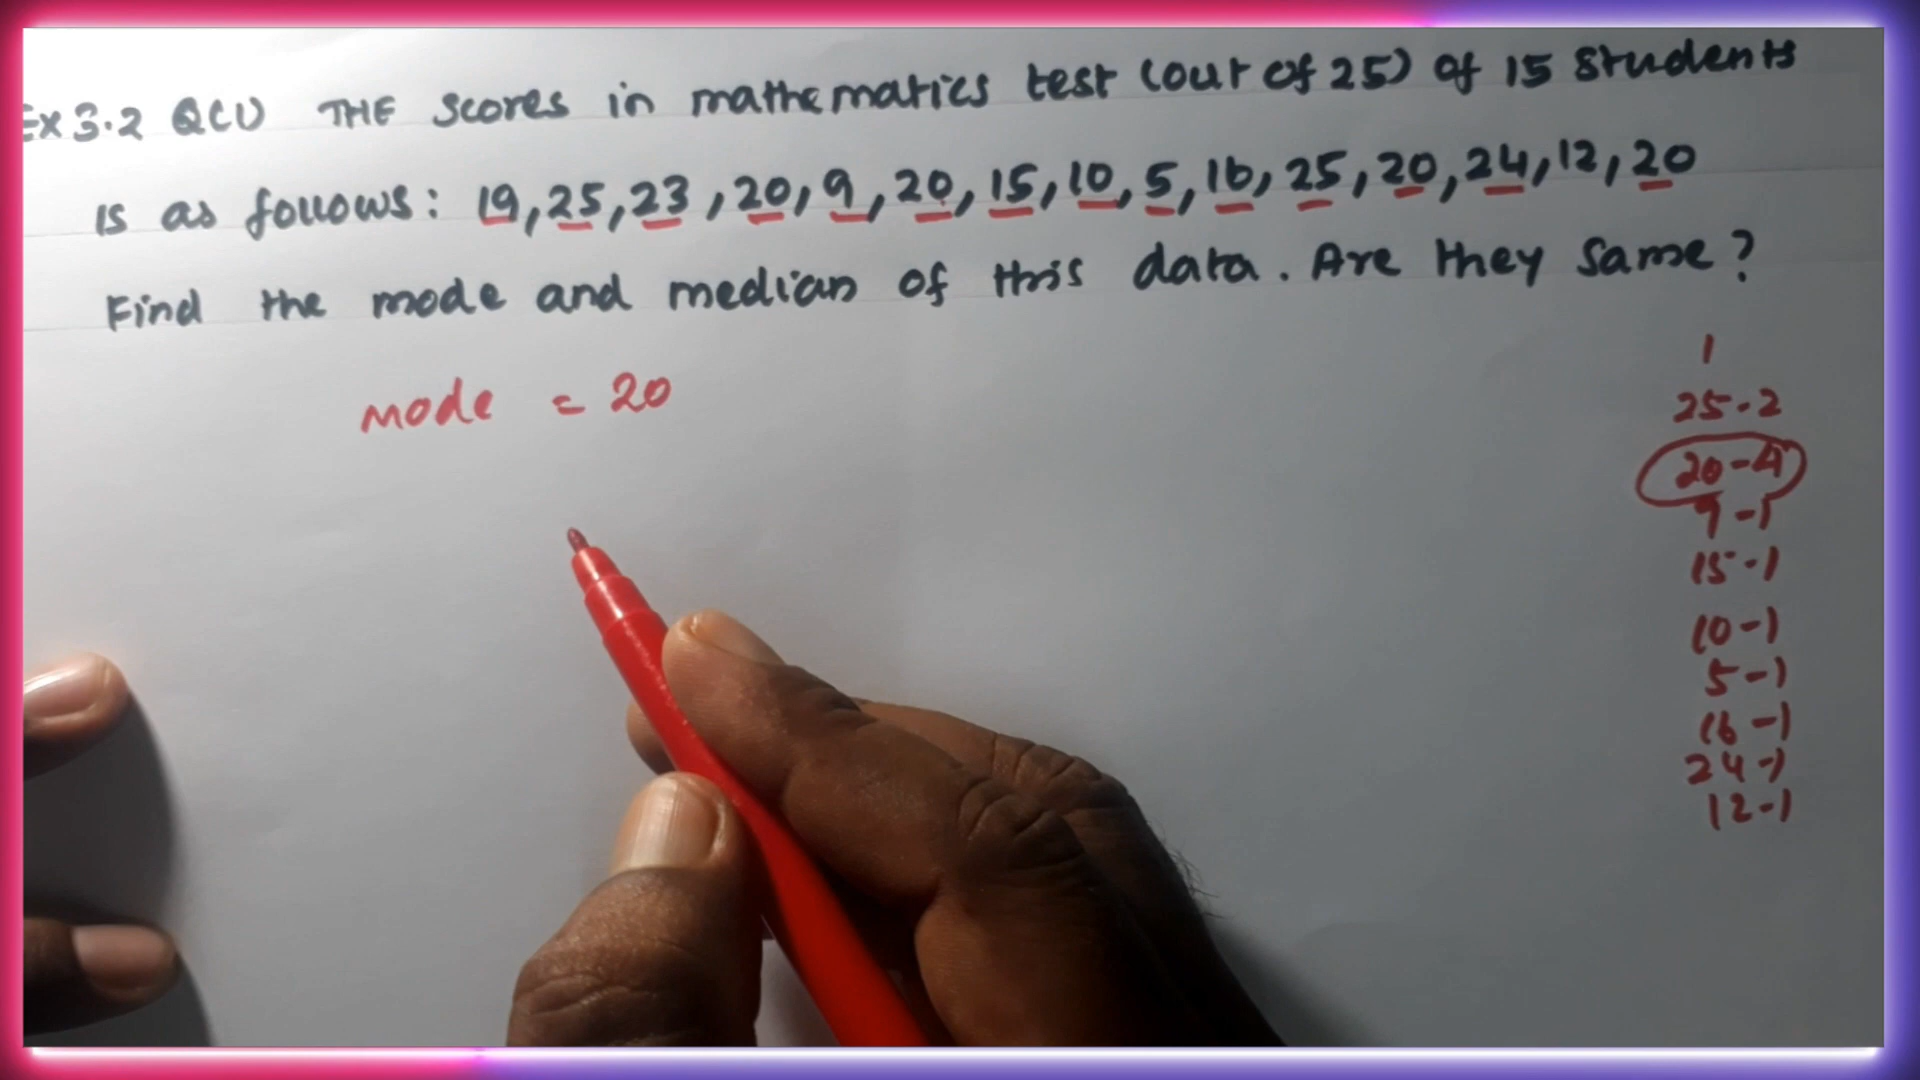 Ex 3.2 Q(1) THE scores in mathematics test (out of 25) of 15 students
is as follows: 19, 25, 23, 20, 9, 20, 15, 10, 5, 16, 25, 20, 24, 12, 20
Find the mode and median of this data. Are they same?
mode = 20
1
25-2
20-4
9-1
15-1
10-1
5-1
16-1
24-1
12-1